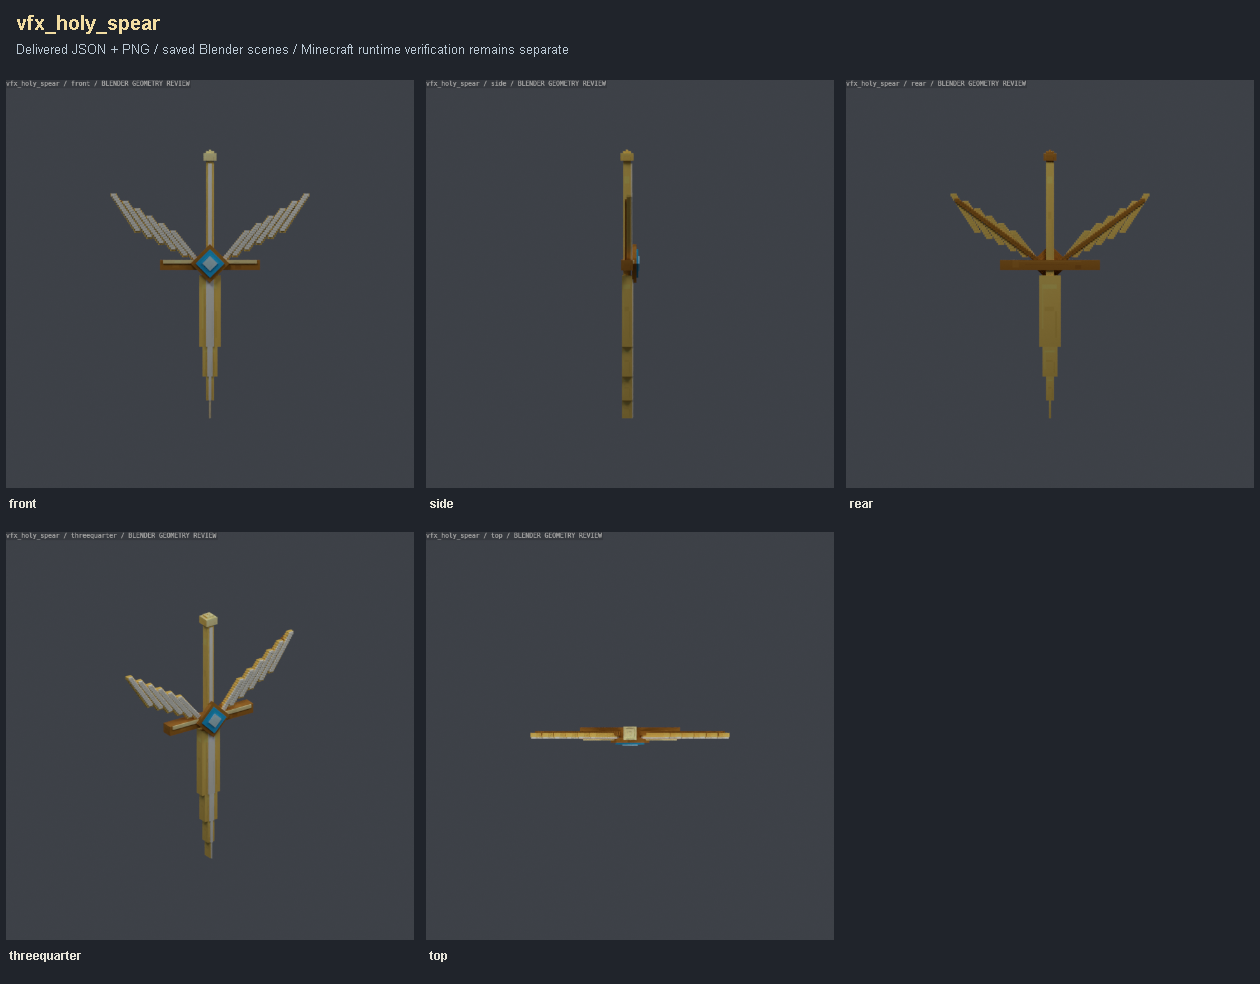 vfx_holy_spear
Delivered JSON + PNG / saved Blender scenes / Minecraft runtime verification remains separate
vfx_holy_spear / front / BLENDER GEOMETRY REVIEW
vfx_holy_spear / side / BLENDER GEOMETRY REVIEW
vfx_holy_spear / rear / BLENDER GEOMETRY REVIEW
front
side
rear
vfx_holy_spear / threequarter / BLENDER GEOMETRY REVIEW
vfx_holy_spear / top / BLENDER GEOMETRY REVIEW
threequarter
top